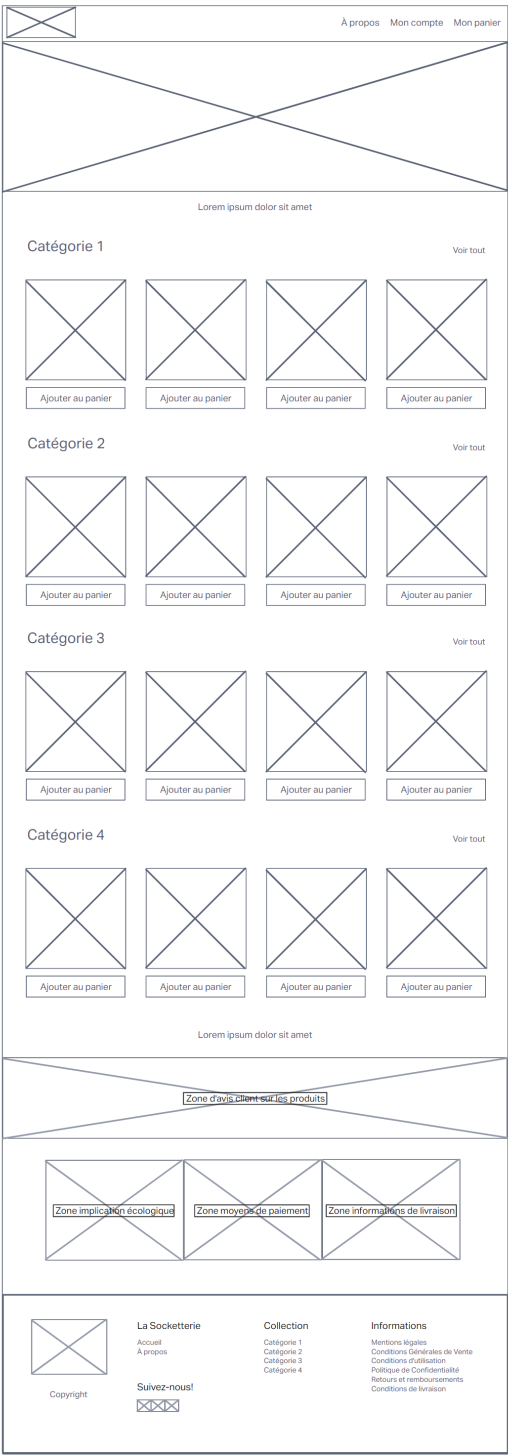 À propos Mon compte Mon panier
Lorem ipsum dolor sit amet
Catégorie 1
Voir tout
Ajouter au panier Ajouter au panier Ajouter au panier Ajouter au panier
Catégorie 2
Voir tout
Ajouter au panier Ajouter au panier Ajouter au panier Ajouter au panier
Catégorie 3
Voir tout
Ajouter au panier Ajouter au panier Ajouter au panier Ajouter au panier
Catégorie 4
Voir tout
Ajouter au panier Ajouter au panier Ajouter au panier Ajouter au panier
Lorem ipsum dolor sit amet
Zone d'avis client sur les produits
Zone implication écologique
Zone moyens de paiement
Zone informations de livraison
Copyright
La Socketterie
Accueil
À propos
Suivez-nous!
Collection
Catégorie 1
Catégorie 2
Catégorie 3
Catégorie 4
Informations
Mentions légales
Conditions Générales de Vente
Conditions d'utilisation
Politique de Confidentialité
Retours et remboursements
Conditions de livraison